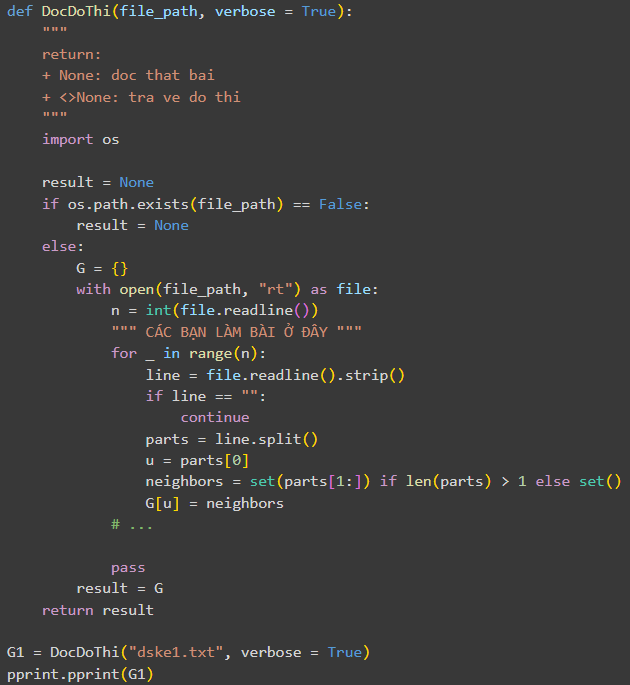 def DocDoThi(file_path, verbose = True):
    """
    return:
    + None: doc that bai
    + <>None: tra ve do thi
    """
    import os

    result = None
    if os.path.exists(file_path) == False:
        result = None
    else:
        G = {}
        with open(file_path, "rt") as file:
            n = int(file.readline())
            """ CÁC BẠN LÀM BÀI Ở ĐÂY """
            for _ in range(n):
                line = file.readline().strip()
                if line == "":
                    continue
                parts = line.split()
                u = parts[0]
                neighbors = set(parts[1:]) if len(parts) > 1 else set()
                G[u] = neighbors
            # ...

            pass
        result = G
    return result

G1 = DocDoThi("dske1.txt", verbose = True)
pprint.pprint(G1)